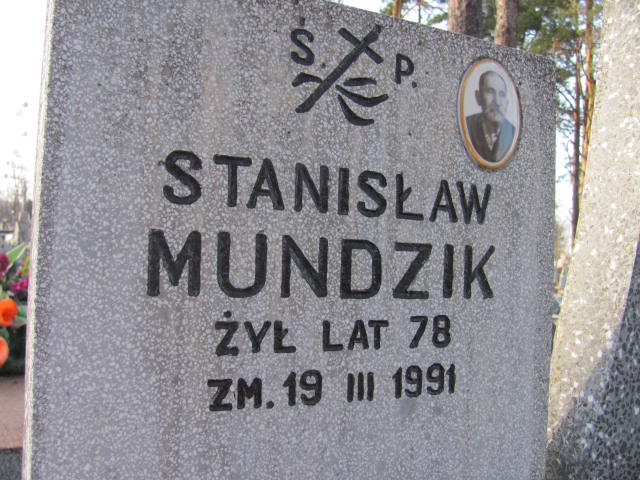 Ś. P.
STANISŁAW
MUNDZIK
ŻYŁ LAT 78
ZM. 19 III 1991